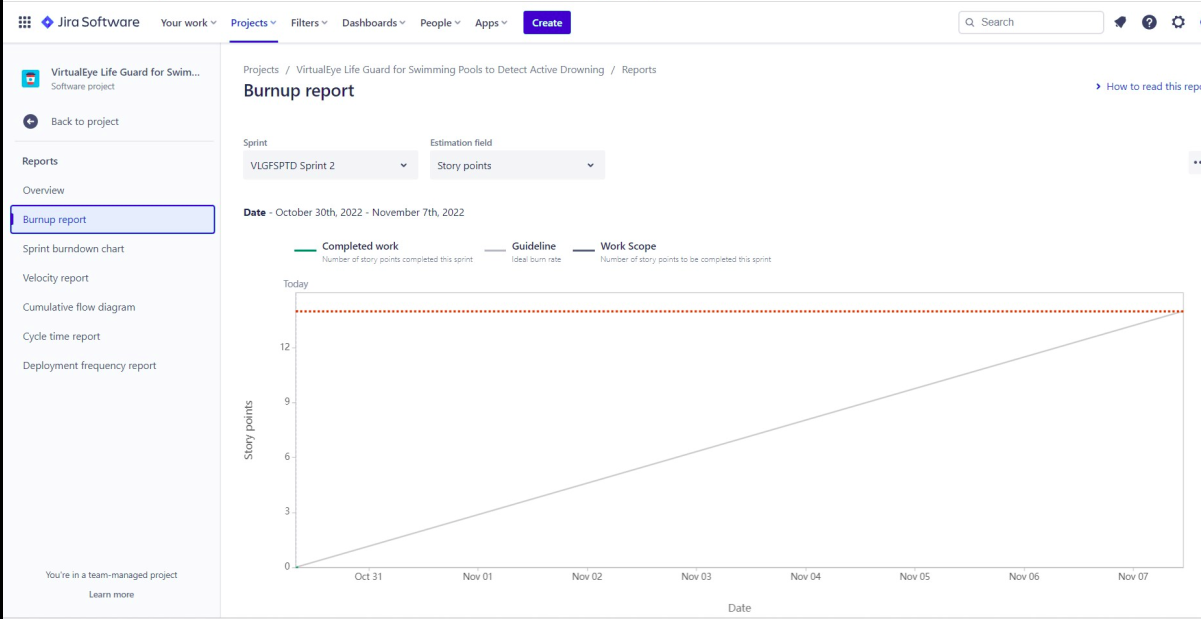 Jira Software Your work Projects Filters Dashboards People Apps Create Search
VirtualEye Life Guard for Swim...
Software project
Back to project
Reports
Overview
Burnup report
Sprint burndown chart
Velocity report
Cumulative flow diagram
Cycle time report
Deployment frequency report
You're in a team-managed project
Learn more
Projects / VirtualEye Life Guard for Swimming Pools to Detect Active Drowning / Reports
Burnup report
How to read this repo
Sprint Estimation field
VLGFSPTD Sprint 2 Story points
Date - October 30th, 2022 - November 7th, 2022
Completed work Guideline Work Scope
Number of story points completed this sprint Ideal burn rate Number of story points to be completed this sprint
Today
12
9
6
3
0
Story points
Oct 31 Nov 01 Nov 02 Nov 03 Nov 04 Nov 05 Nov 06 Nov 07
Date